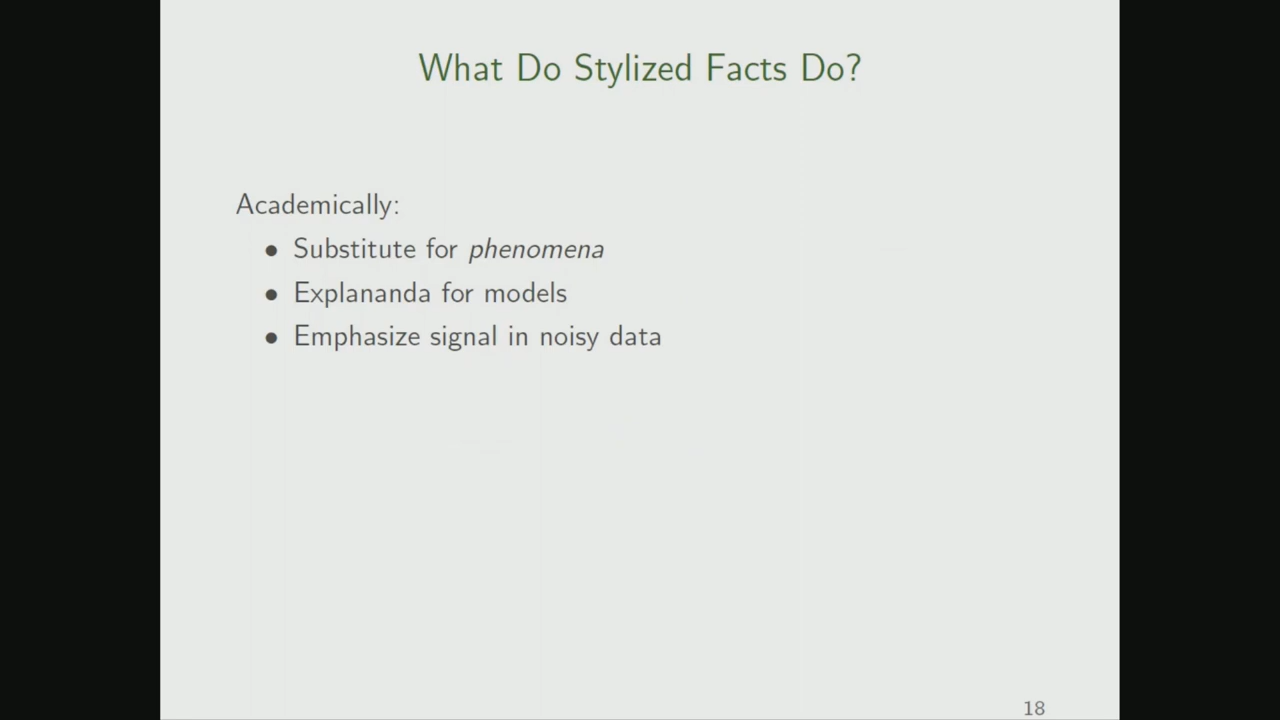 What Do Stylized Facts Do?
Academically:
• Substitute for phenomena
• Explananda for models
• Emphasize signal in noisy data
18